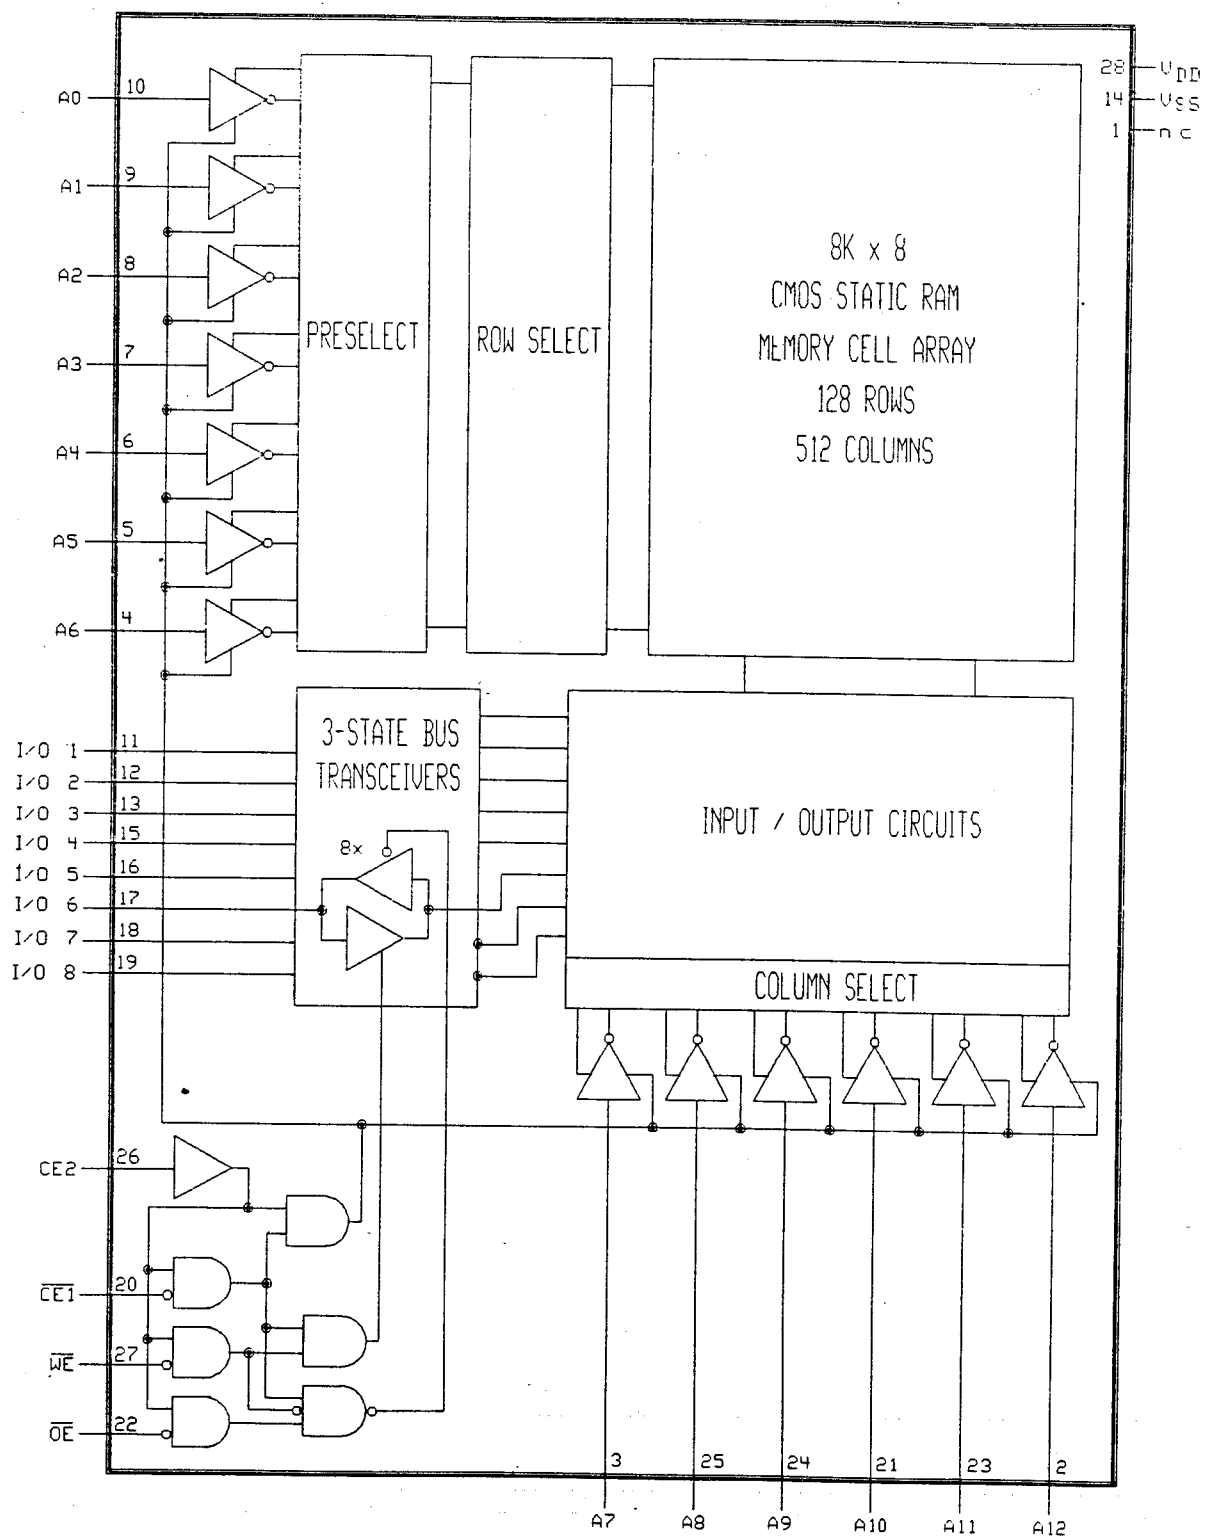 A0 10
A1 9
A2 8
A3 7
A4 6
A5 5
A6 4
PRESELECT
ROW SELECT
8K x 8
CMOS STATIC RAM
MEMORY CELL ARRAY
128 ROWS
512 COLUMNS
28 VDD
14 VSS
1 nc
I/O 1 11
I/O 2 12
I/O 3 13
I/O 4 15
I/O 5 16
I/O 6 17
I/O 7 18
I/O 8 19
3-STATE BUS
TRANSCEIVERS
8x
INPUT / OUTPUT CIRCUITS
COLUMN SELECT
CE2 26
C̅E̅1̅ 20
W̅E̅ 27
O̅E̅ 22
3 25 24 21 23 2
A7 A8 A9 A10 A11 A12